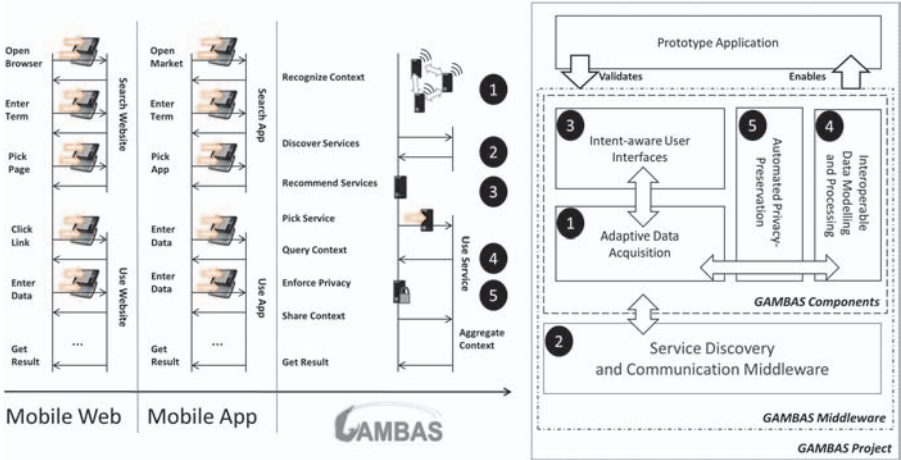 Open
Browser
Enter
Term
Pick
Page
Click
Link
Enter
Data
...
Get
Result
Search Website
Use Website
Mobile Web
Open
Market
Enter
Term
Pick
App
Enter
Data
Enter
Data
...
Get
Result
Search App
Use App
Mobile App
Recognize Context
1
Discover Services
2
Recommend Services
3
Pick Service
Query Context
4
Enforce Privacy
5
Share Context
Aggregate
Context
Get Result
Use Service
GAMBAS
Prototype Application
Validates
Enables
3
Intent-aware User
Interfaces
5
Automated Privacy-
Preservation
4
Interoperable
Data Modelling
and Processing
1
Adaptive Data
Acquisition
GAMBAS Components
2
Service Discovery
and Communication Middleware
GAMBAS Middleware
GAMBAS Project